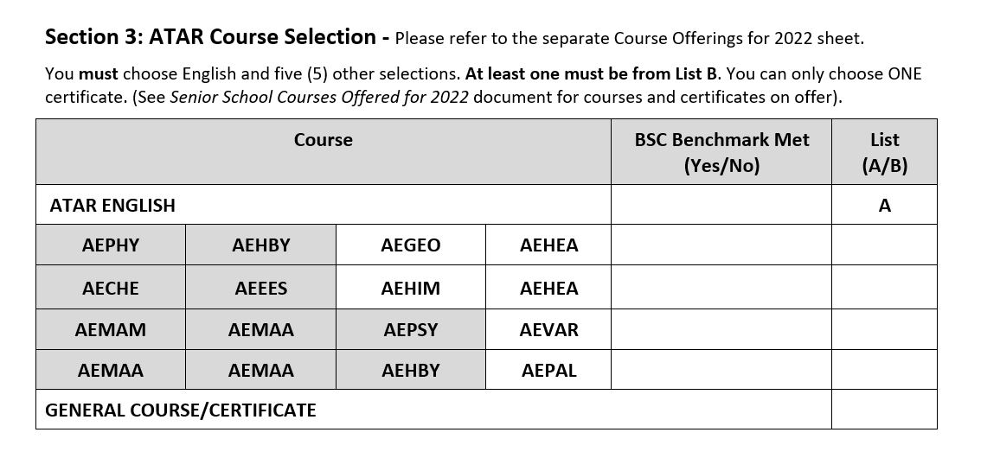 Section 3: ATAR Course Selection - Please refer to the separate Course Offerings for 2022 sheet.
You must choose English and five (5) other selections. At least one must be from List B. You can only choose ONE
certificate. (See Senior School Courses Offered for 2022 document for courses and certificates on offer).
Course BSC Benchmark Met List
(Yes/No) (A/B)
ATAR ENGLISH A
AEPHY AEHBY AEGEO AEHEA
AECHE AEEES AEHIM AEHEA
AEMAM AEMAA AEPSY AEVAR
AEMAA AEMAA AEHBY AEPAL
GENERAL COURSE/CERTIFICATE